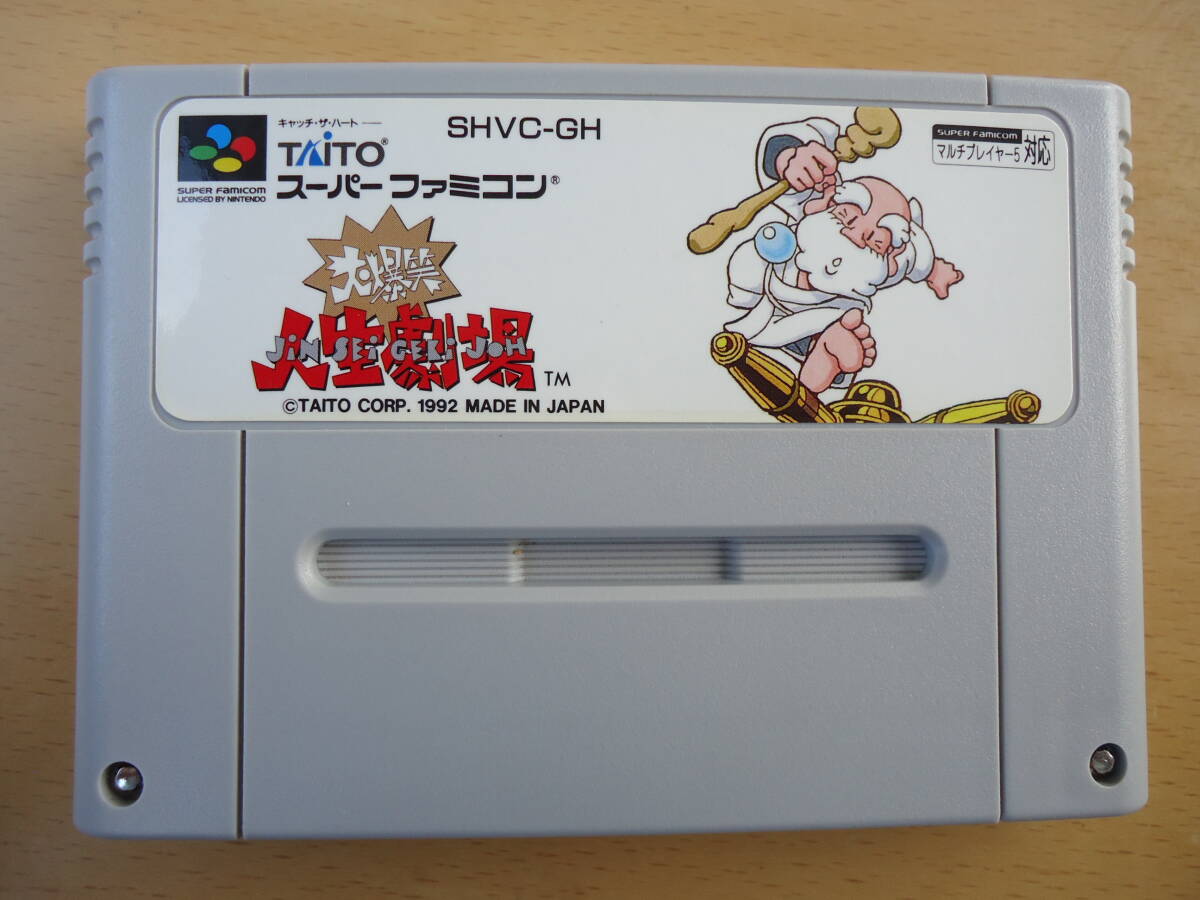 キャッチ・ザ・ハート
TAITO®
SHVC-GH
SUPER FAMICOM
マルチプレイヤー5 対応
SUPER FAMICOM
LICENSED BY NINTENDO
スーパーファミコン®
大爆笑
人生劇場
JiN SEi GEKi JOH
TM
©TAITO CORP. 1992 MADE IN JAPAN